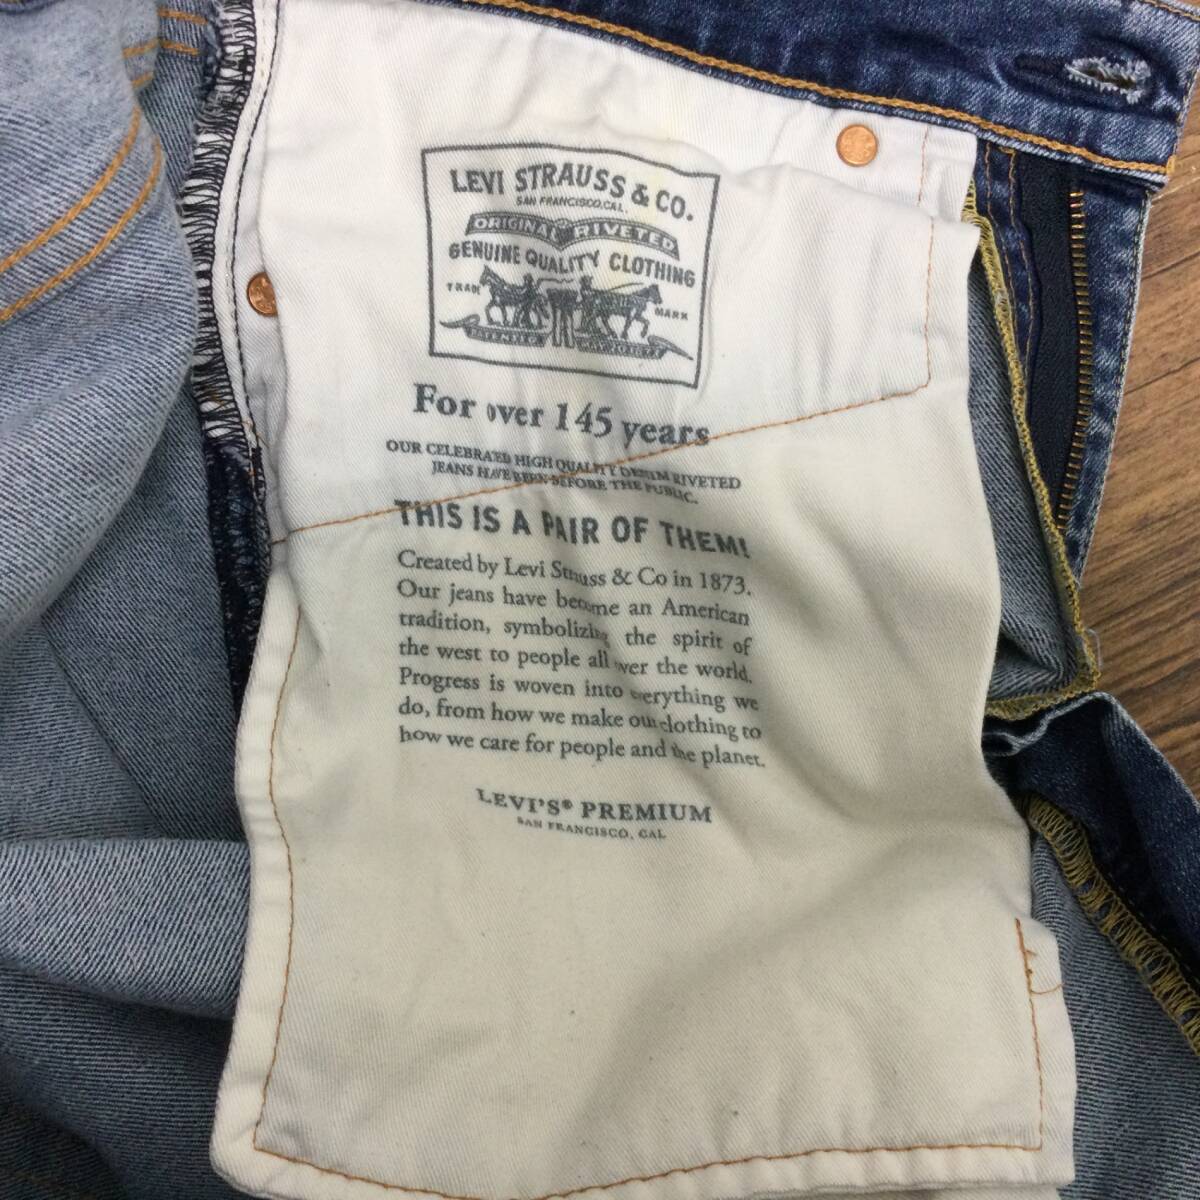 LEVI STRAUSS & CO.
SAN FRANCISCO, CAL.
ORIGINAL RIVETED
GENUINE QUALITY CLOTHING
TRADE MARK
For over 145 years
OUR CELEBRATED HIGH QUALITY DENIM RIVETED
JEANS HAVE BEEN BEFORE THE PUBLIC.
THIS IS A PAIR OF THEM!
Created by Levi Strauss & Co in 1873.
Our jeans have become an American
tradition, symbolizing the spirit of
the west to people all over the world.
Progress is woven into everything we
do, from how we make our clothing to
how we care for people and the planet.
LEVI'S® PREMIUM
SAN FRANCISCO, CAL